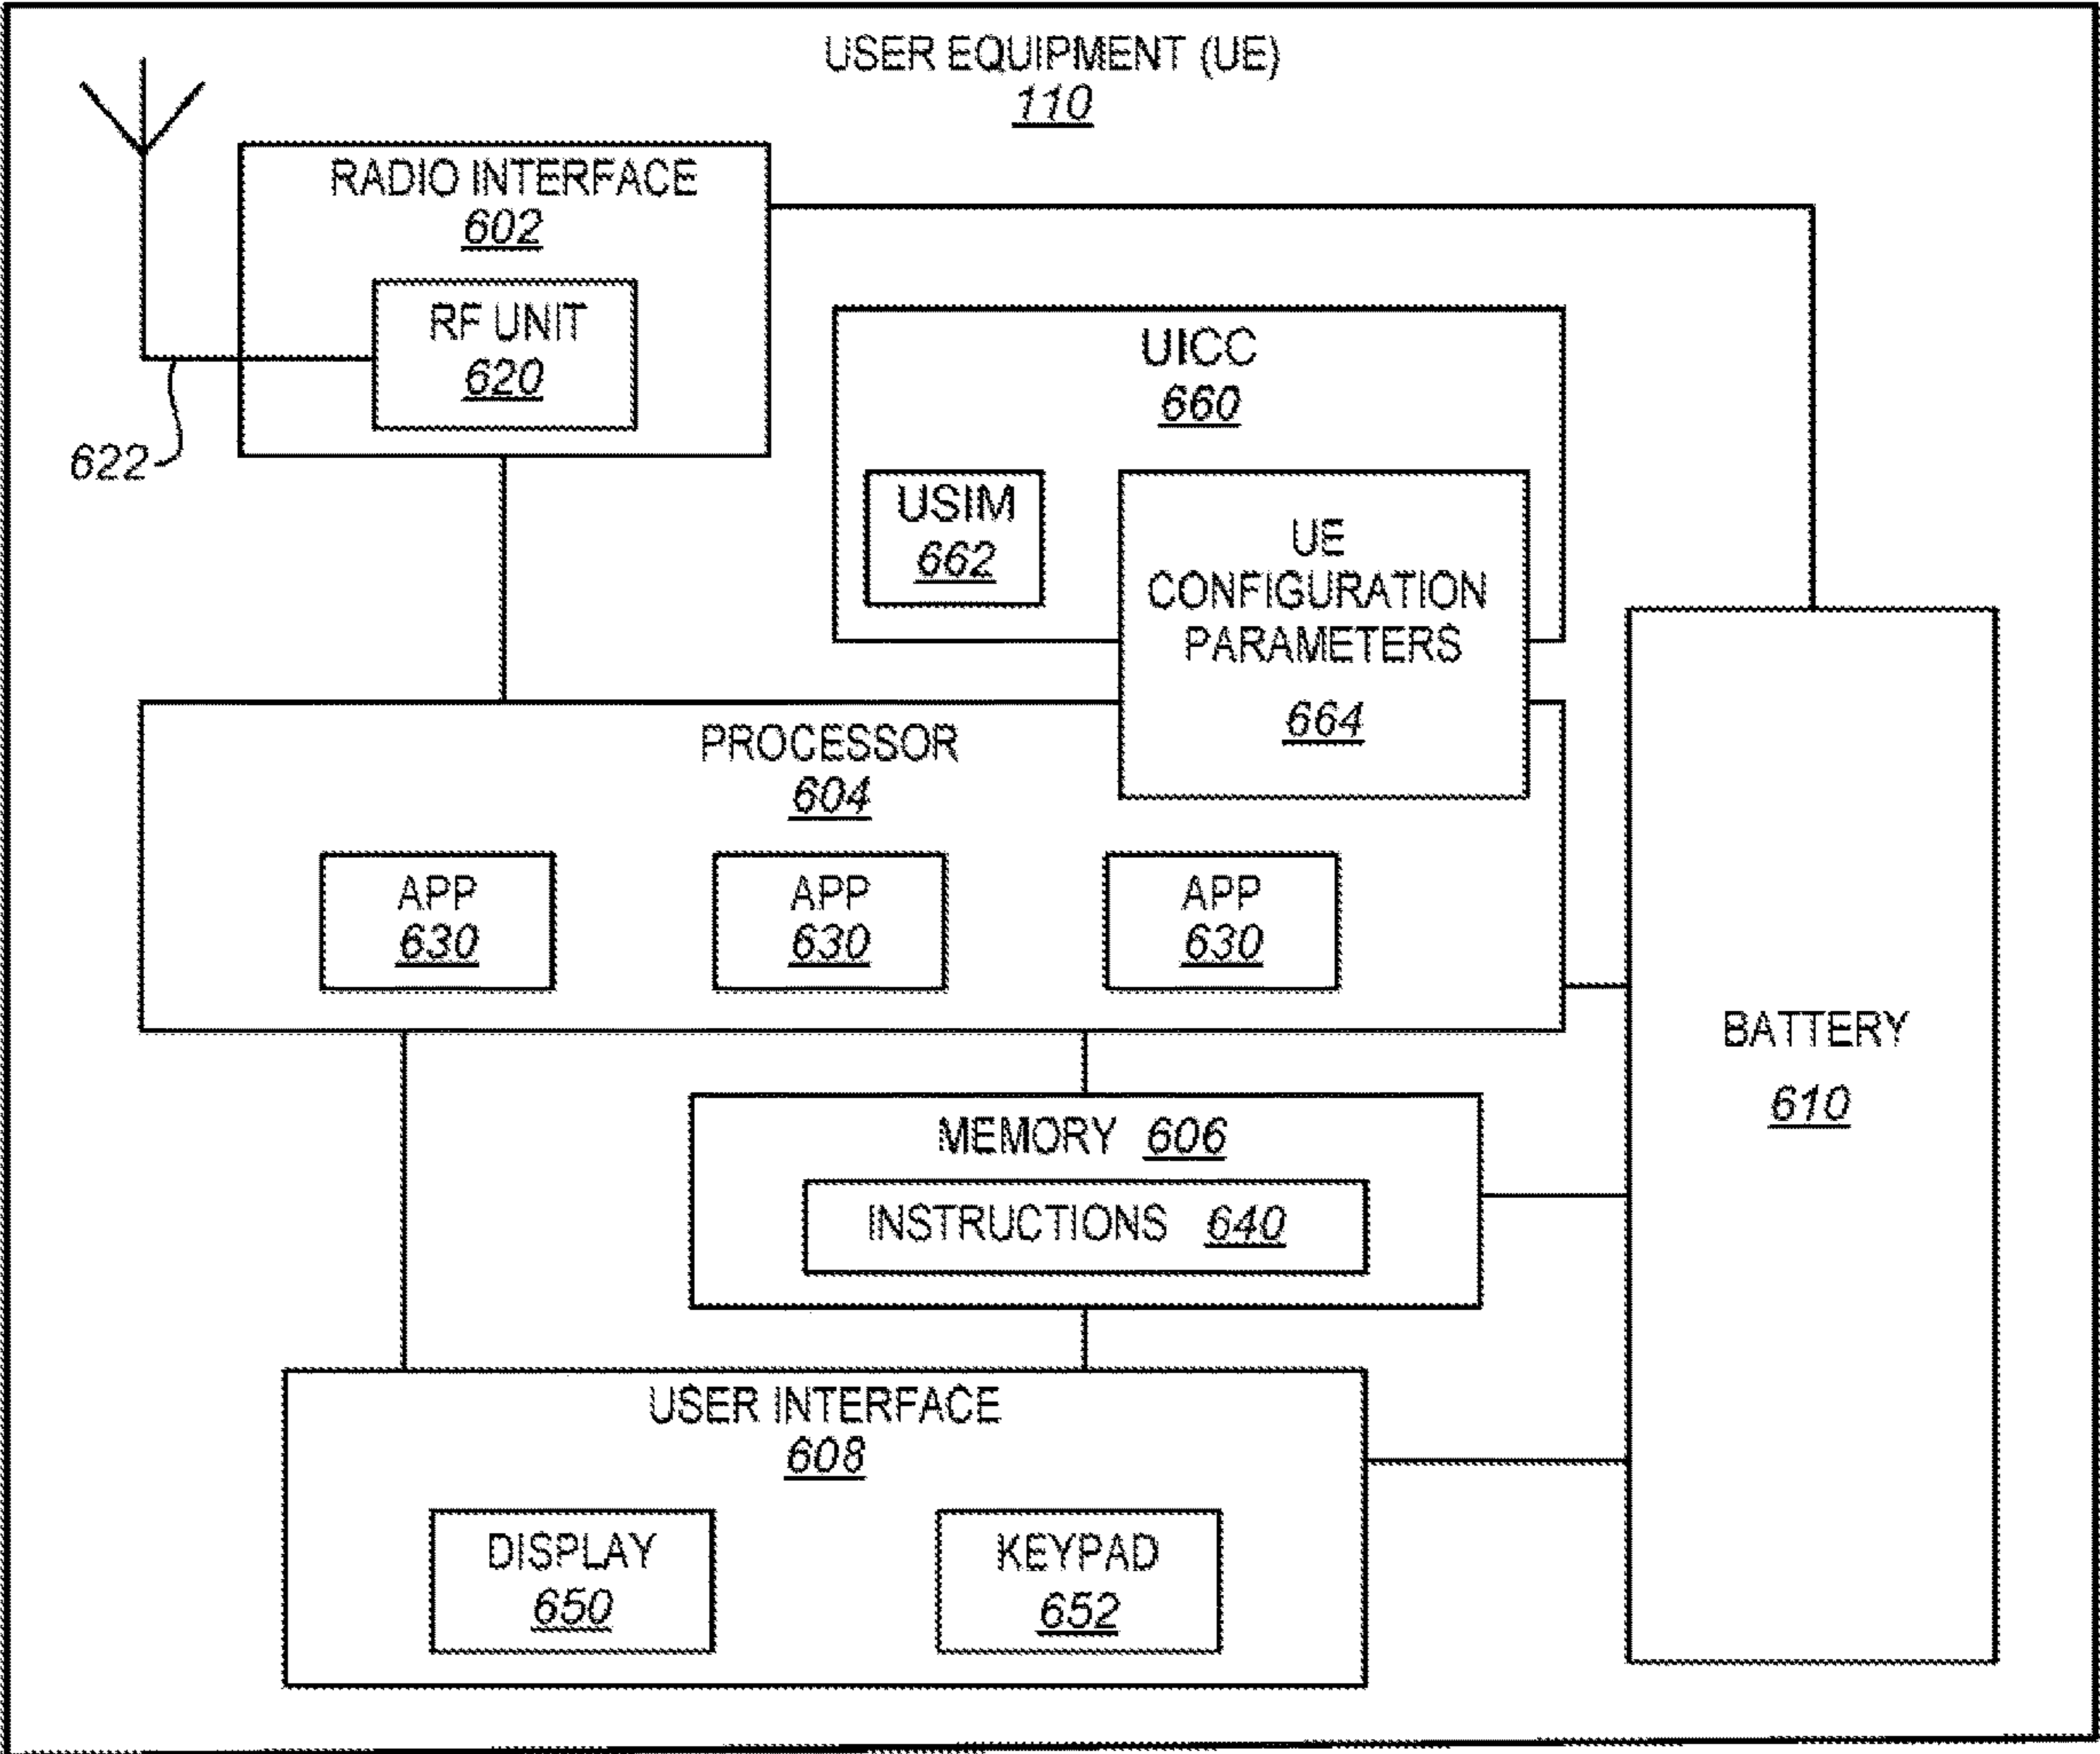 USER EQUIPMENT (UE)
110
RADIO INTERFACE
602
RF UNIT
620
622
UICC
660
USIM
662
UE
CONFIGURATION
PARAMETERS
664
PROCESSOR
604
APP
630
APP
630
APP
630
BATTERY
610
MEMORY 606
INSTRUCTIONS 640
USER INTERFACE
608
DISPLAY
650
KEYPAD
652